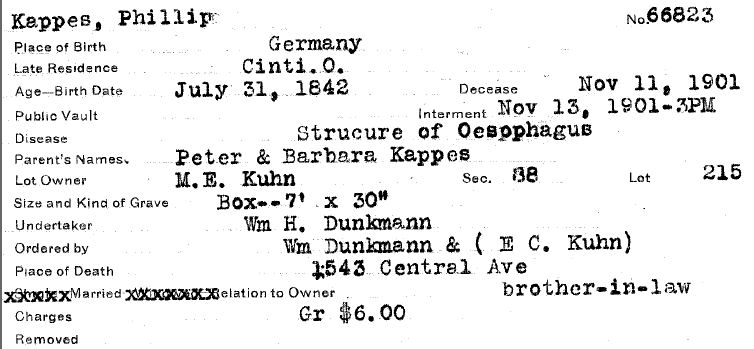 Kappes, Phillip No. 66823
Place of Birth Germany
Late Residence Cinti.O.
Age—Birth Date July 31, 1842 Decease Nov 11, 1901
Public Vault Interment Nov 13, 1901-3PM
Disease Strucure of Oesophagus
Parent's Names. Peter & Barbara Kappes
Lot Owner M.E. Kuhn Sec. 88 Lot 215
Size and Kind of Grave Box--7' x 30"
Undertaker Wm H. Dunkmann
Ordered by Wm Dunkmann & ( E C. Kuhn)
Place of Death 1543 Central Ave
Married Relation to Owner brother-in-law
Charges Gr $6.00
Removed